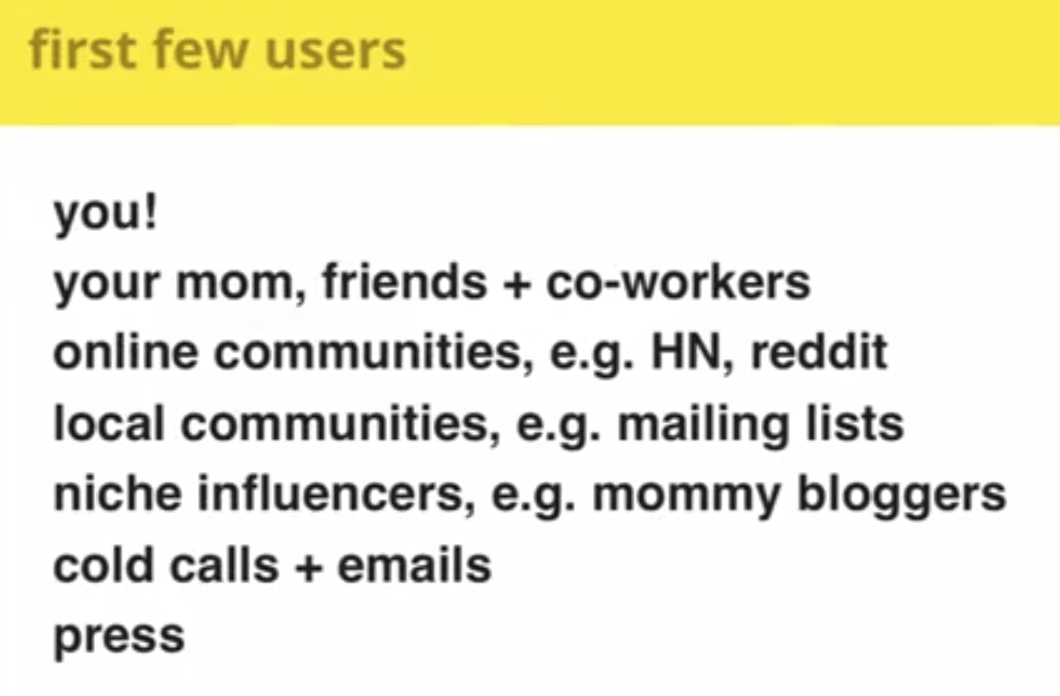 first few users
you!
your mom, friends + co-workers
online communities, e.g. HN, reddit
local communities, e.g. mailing lists
niche influencers, e.g. mommy bloggers
cold calls + emails
press